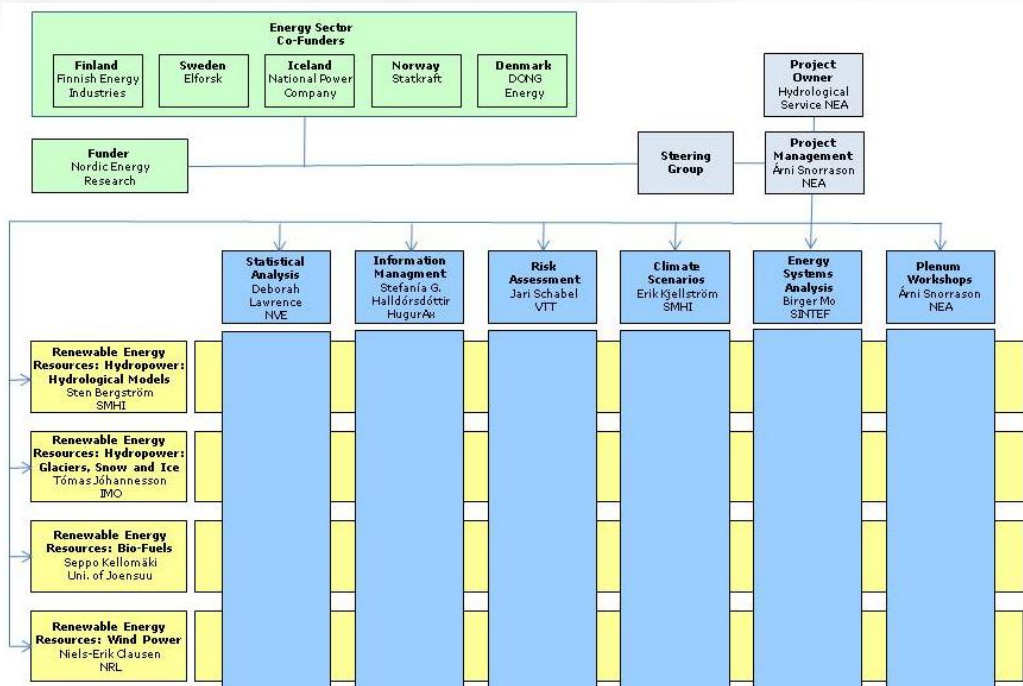 Energy Sector
Co-Funders
Finland
Finnish Energy
Industries
Sweden
Elforsk
Iceland
National Power
Company
Norway
Statkraft
Denmark
DONG
Energy
Project
Owner
Hydrological
Service NEA
Funder
Nordic Energy
Research
Steering
Group
Project
Management
Árni Snorrason
NEA
Statistical
Analysis
Deborah
Lawrence
NVE
Information
Managment
Stefanía G.
Halldórsdóttir
HugurAx
Risk
Assessment
Jari Schabel
VTT
Climate
Scenarios
Erik Kjellström
SMHI
Energy
Systems
Analysis
Birger Mo
SINTEF
Plenum
Workshops
Árni Snorrason
NEA
Renewable Energy
Resources: Hydropower:
Hydrological Models
Sten Bergström
SMHI
Renewable Energy
Resources: Hydropower:
Glaciers, Snow and Ice
Tómas Jóhannesson
IMO
Renewable Energy
Resources: Bio-Fuels
Seppo Kellomäki
Uni. of Joensuu
Renewable Energy
Resources: Wind Power
Niels-Erik Clausen
NRL